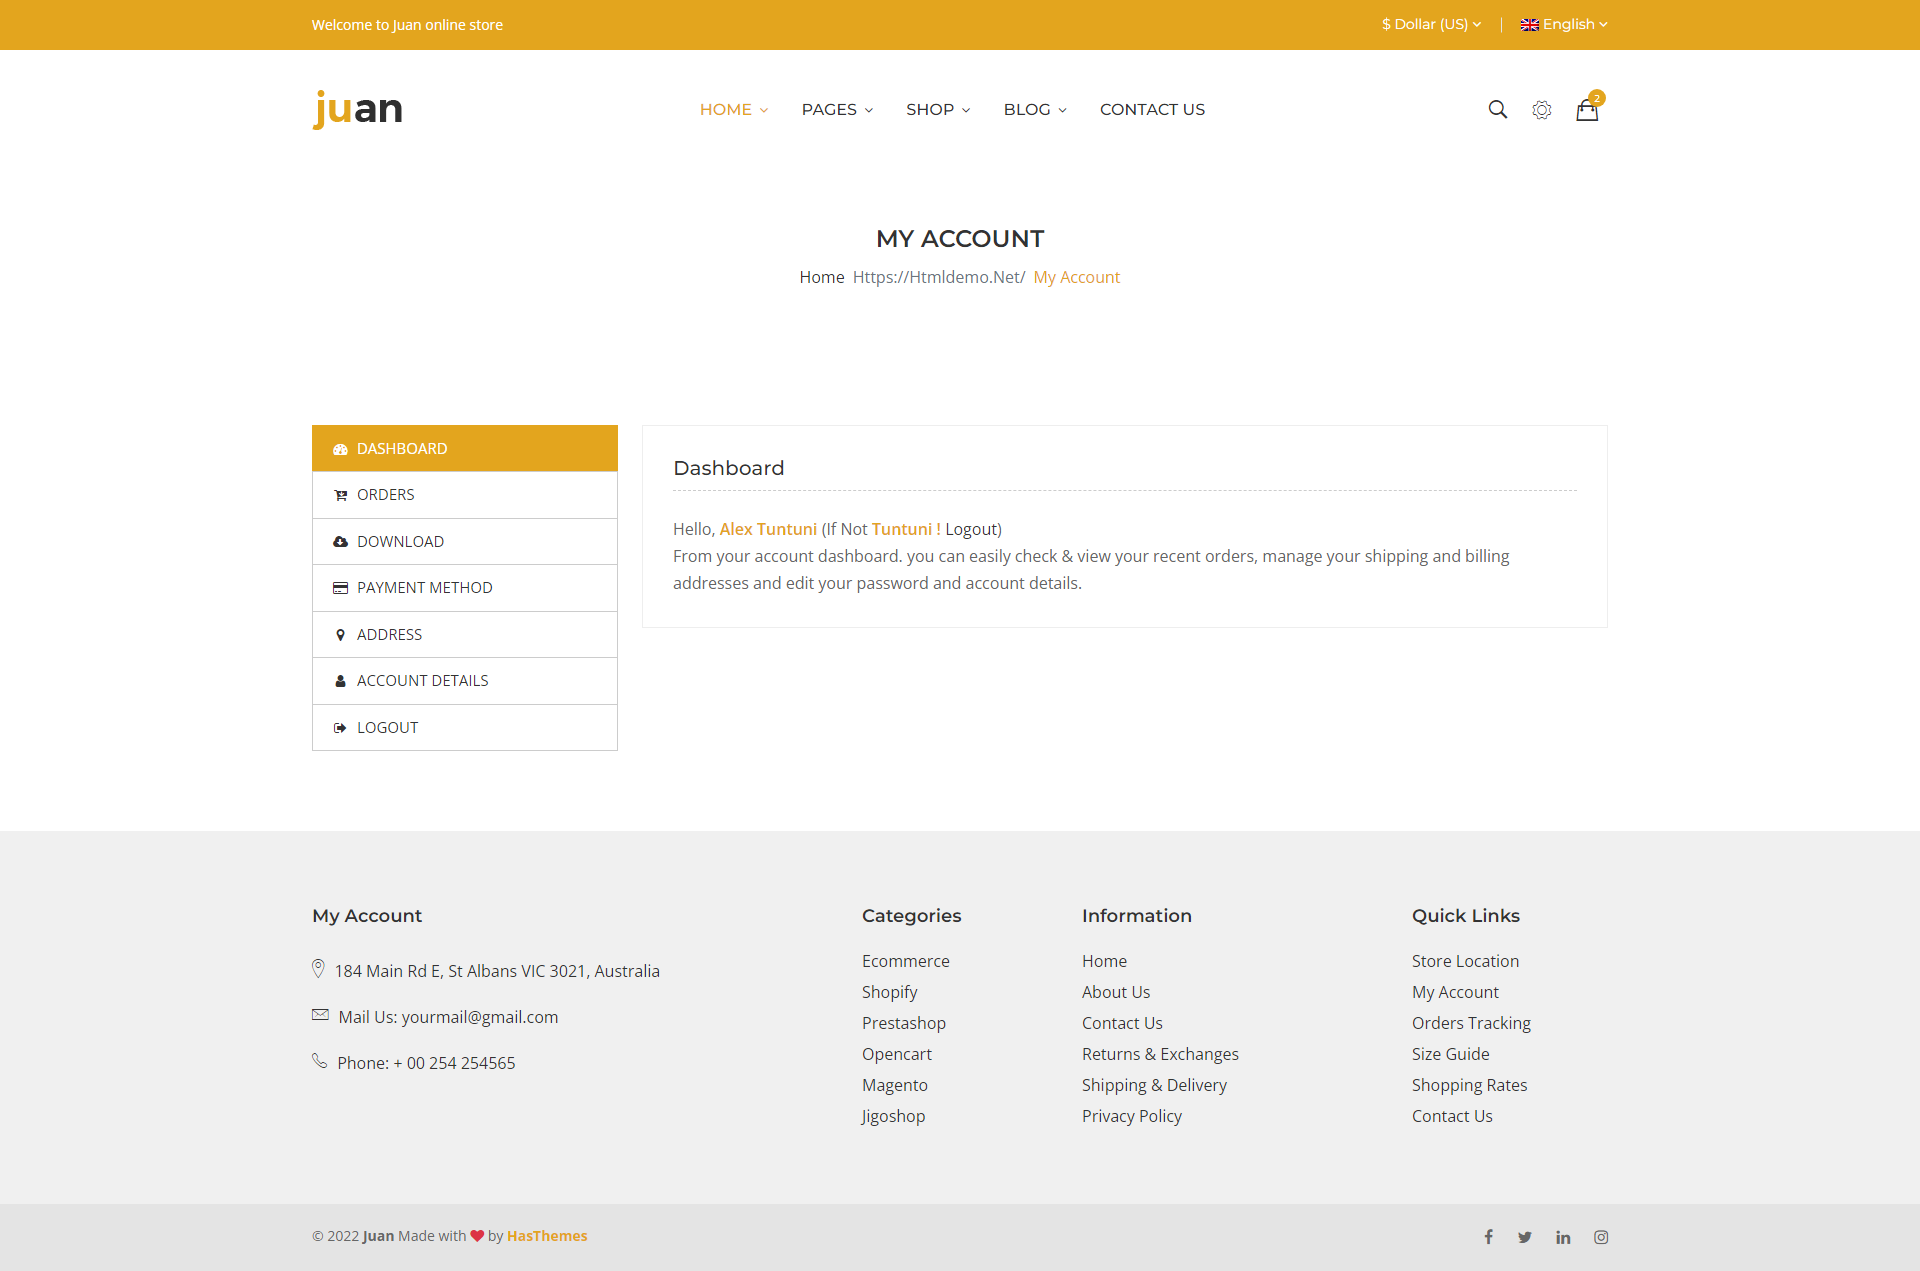 Welcome to Juan online store
$ Dollar (US)
English
juan
HOME
PAGES
SHOP
BLOG
CONTACT US
2
MY ACCOUNT
Home Https://Htmldemo.Net/ My Account
DASHBOARD
ORDERS
DOWNLOAD
PAYMENT METHOD
ADDRESS
ACCOUNT DETAILS
LOGOUT
Dashboard
Hello, Alex Tuntuni (If Not Tuntuni ! Logout)
From your account dashboard. you can easily check & view your recent orders, manage your shipping and billing
addresses and edit your password and account details.
My Account
184 Main Rd E, St Albans VIC 3021, Australia
Mail Us: yourmail@gmail.com
Phone: + 00 254 254565
Categories
Ecommerce
Shopify
Prestashop
Opencart
Magento
Jigoshop
Information
Home
About Us
Contact Us
Returns & Exchanges
Shipping & Delivery
Privacy Policy
Quick Links
Store Location
My Account
Orders Tracking
Size Guide
Shopping Rates
Contact Us
© 2022 Juan Made with ❤ by HasThemes